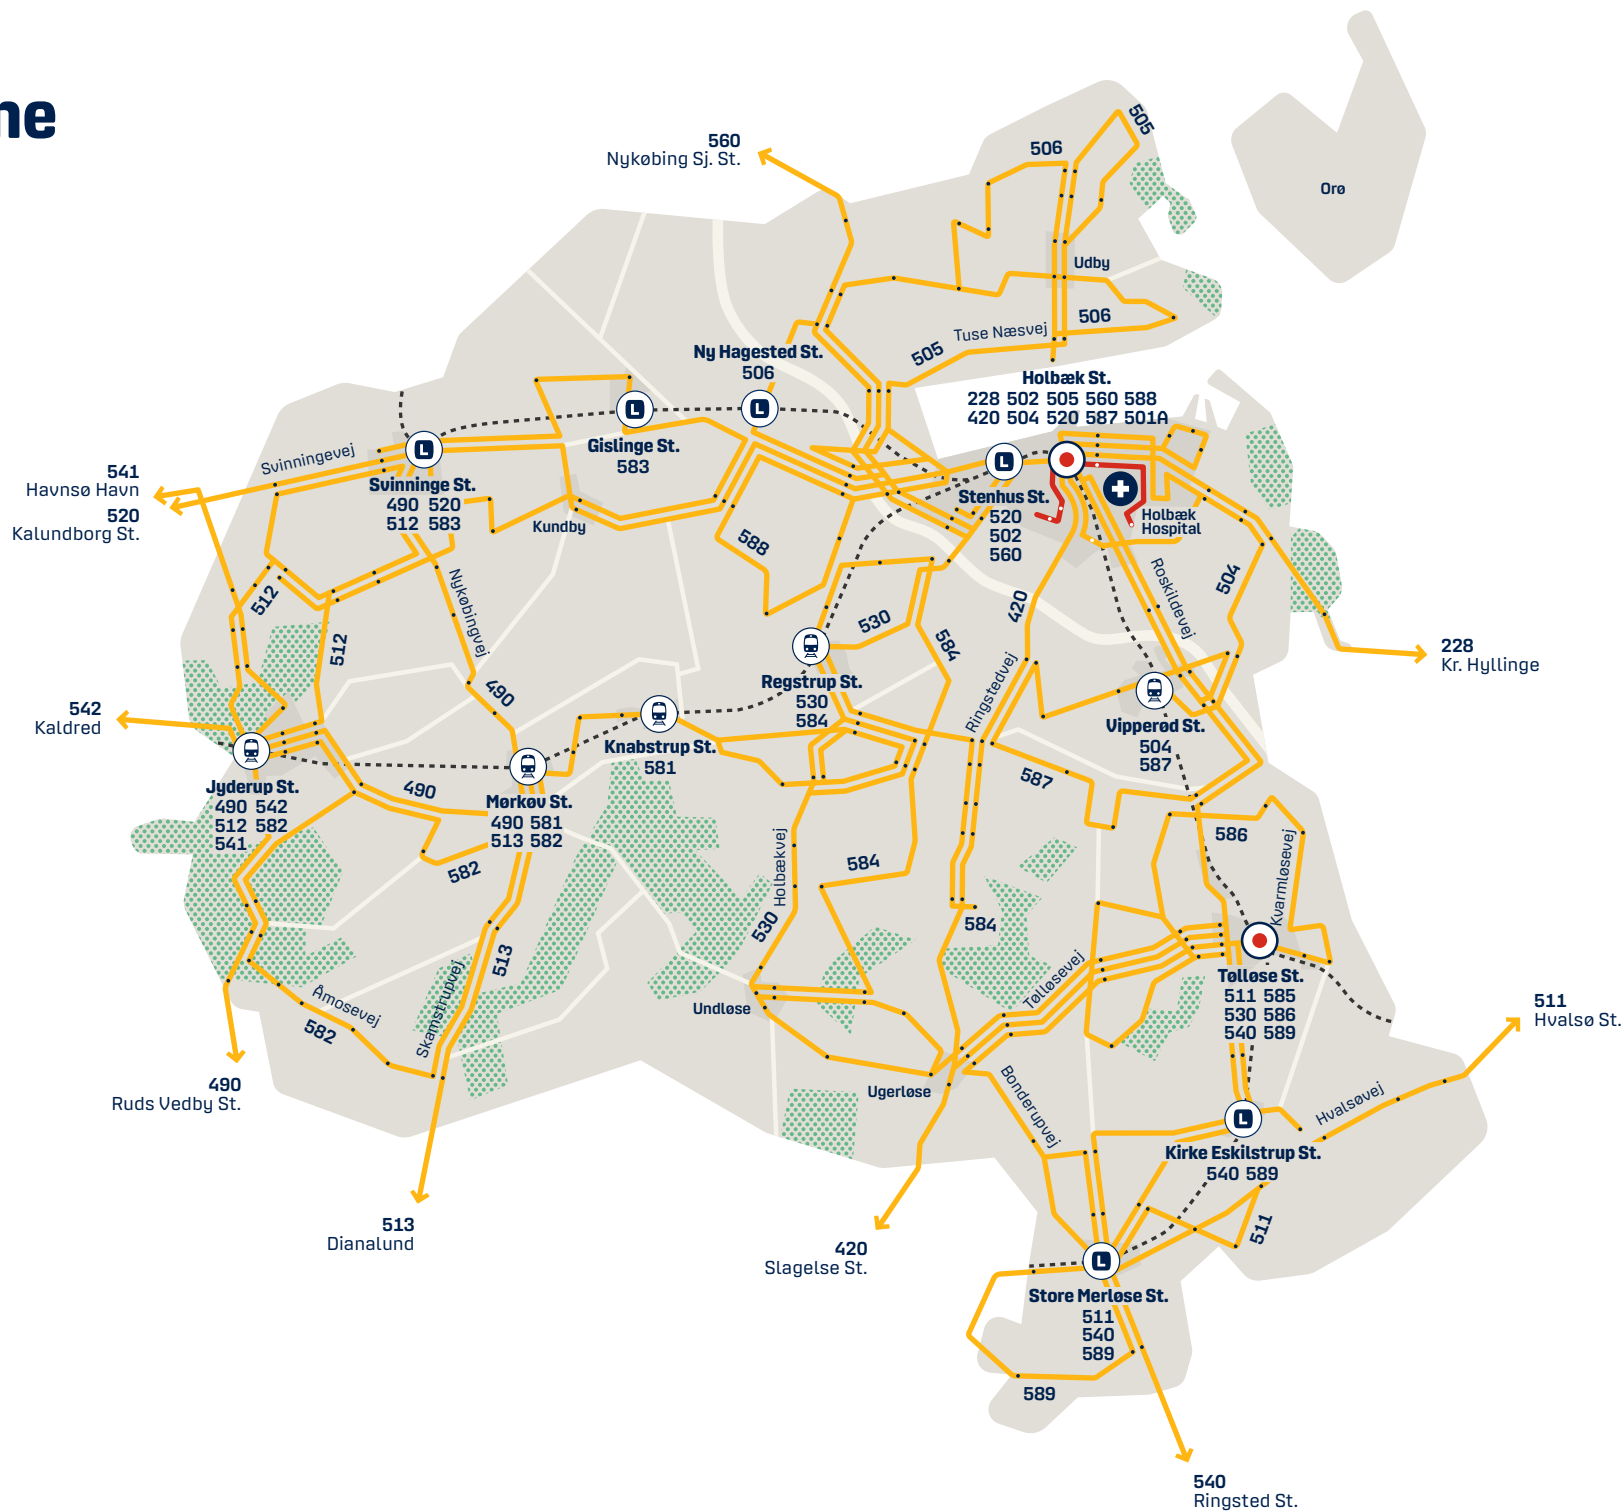 ne
505
506
560
Nykøbing Sj. St.
Orø
Udby
506
Tuse Næsvej
505
Ny Hagested St.
506
Holbæk St.
228 502 505 560 588
420 504 520 587 501A
L
L
L
L
Gislinge St.
583
Svinningevej
541
Havnsø Havn
520
Kalundborg St.
Svinninge St.
490 520
512 583
Kundby
Stenhus St.
520
502
560
Holbæk
Hospital
588
Roskildevej
504
512
512
Nykøbingvej
530
584
420
228
Kr. Hyllinge
490
Regstrup St.
530
584
Ringstedvej
Vipperød St.
504
587
542
Kaldred
Knabstrup St.
581
587
Jyderup St.
490 542
512 582
541
490
Mørkøv St.
490 581
513 582
582
586
Kvarmløsevej
Holbækvej
584
530
584
513
Skamstrupvej
Åmosevej
582
Undløse
Tølløsevej
Tølløse St.
511 585
530 586
540 589
511
Hvalsø St.
490
Ruds Vedby St.
Ugerløse
Bonderupvej
Hvalsøvej
L
Kirke Eskilstrup St.
540 589
511
513
Dianalund
420
Slagelse St.
L
Store Merløse St.
511
540
589
589
540
Ringsted St.